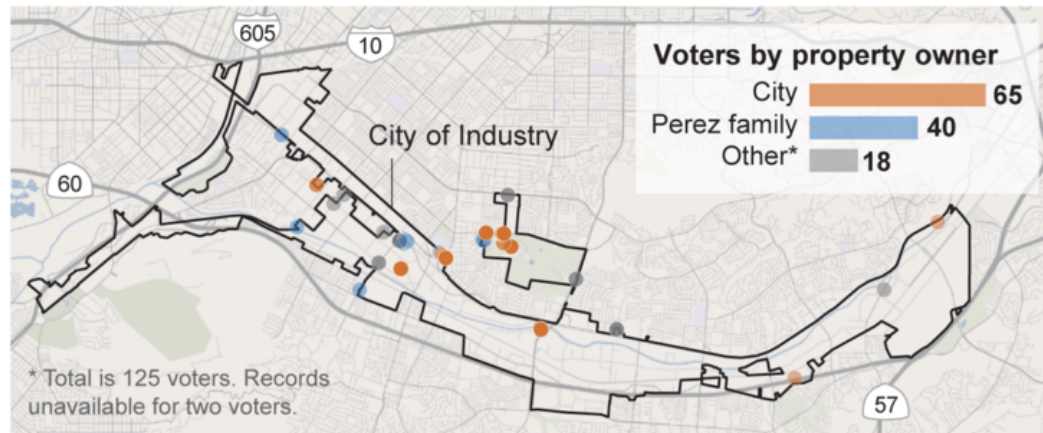 605
10
Voters by property owner
City 65
Perez family 40
Other* 18
City of Industry
60
* Total is 125 voters. Records
unavailable for two voters.
57